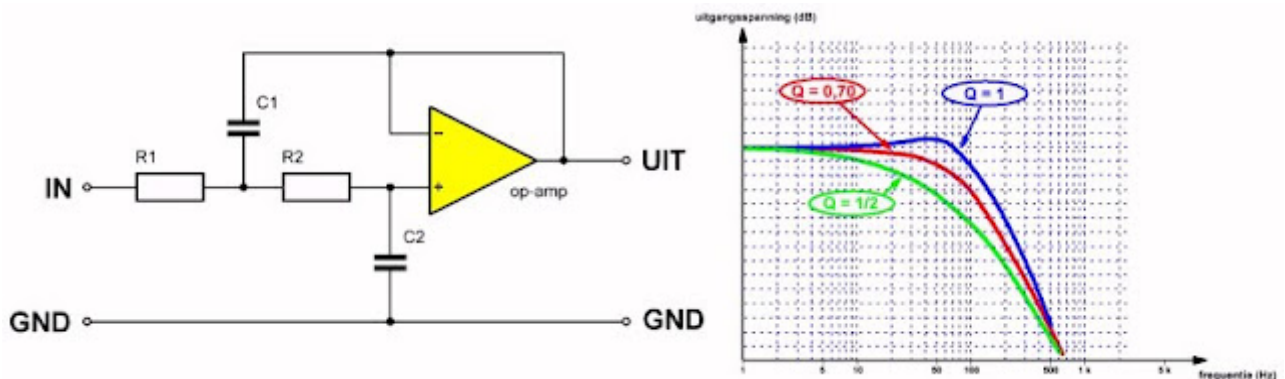 C1
R1
R2
IN
-
+
op-amp
UIT
C2
GND
GND
uitgangsspanning (dB)
Q = 0,70
Q = 1
Q = 1/2
1
5
10
50
100
500
1 k
5 k
frequentie (Hz)